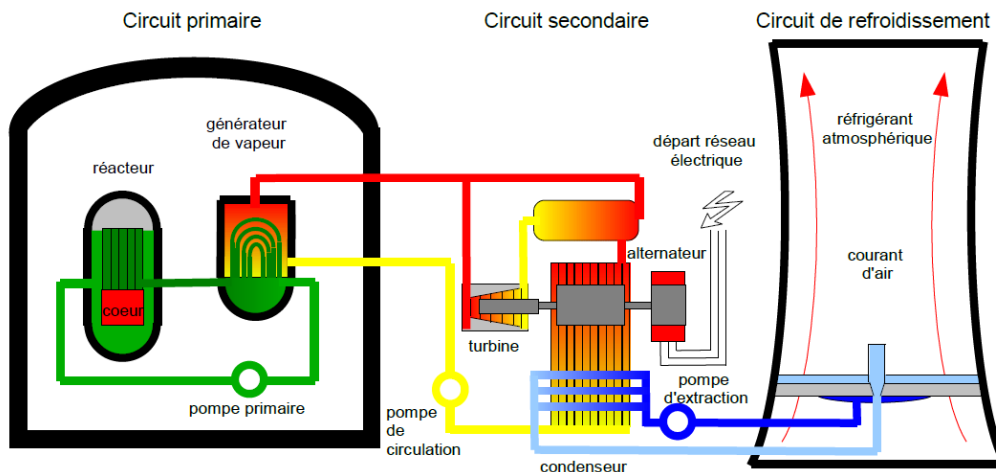 Circuit primaire
Circuit secondaire
Circuit de refroidissement
générateur
de vapeur
réacteur
coeur
pompe primaire
départ réseau
électrique
alternateur
turbine
pompe
de
circulation
pompe
d'extraction
condenseur
réfrigérant
atmosphérique
courant
d'air